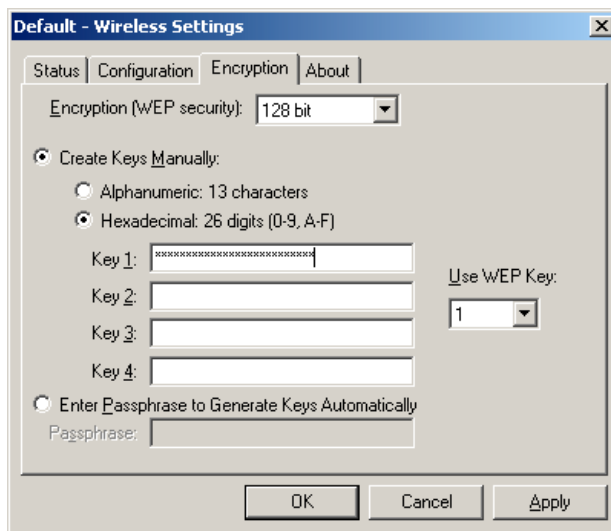 Default - Wireless Settings
Status Configuration Encryption About
Encryption (WEP security): 128 bit
Create Keys Manually:
Alphanumeric: 13 characters
Hexadecimal: 26 digits (0-9, A-F)
Key 1: **************************
Use WEP Key:
Key 2:
1
Key 3:
Key 4:
Enter Passphrase to Generate Keys Automatically
Passphrase:
OK Cancel Apply